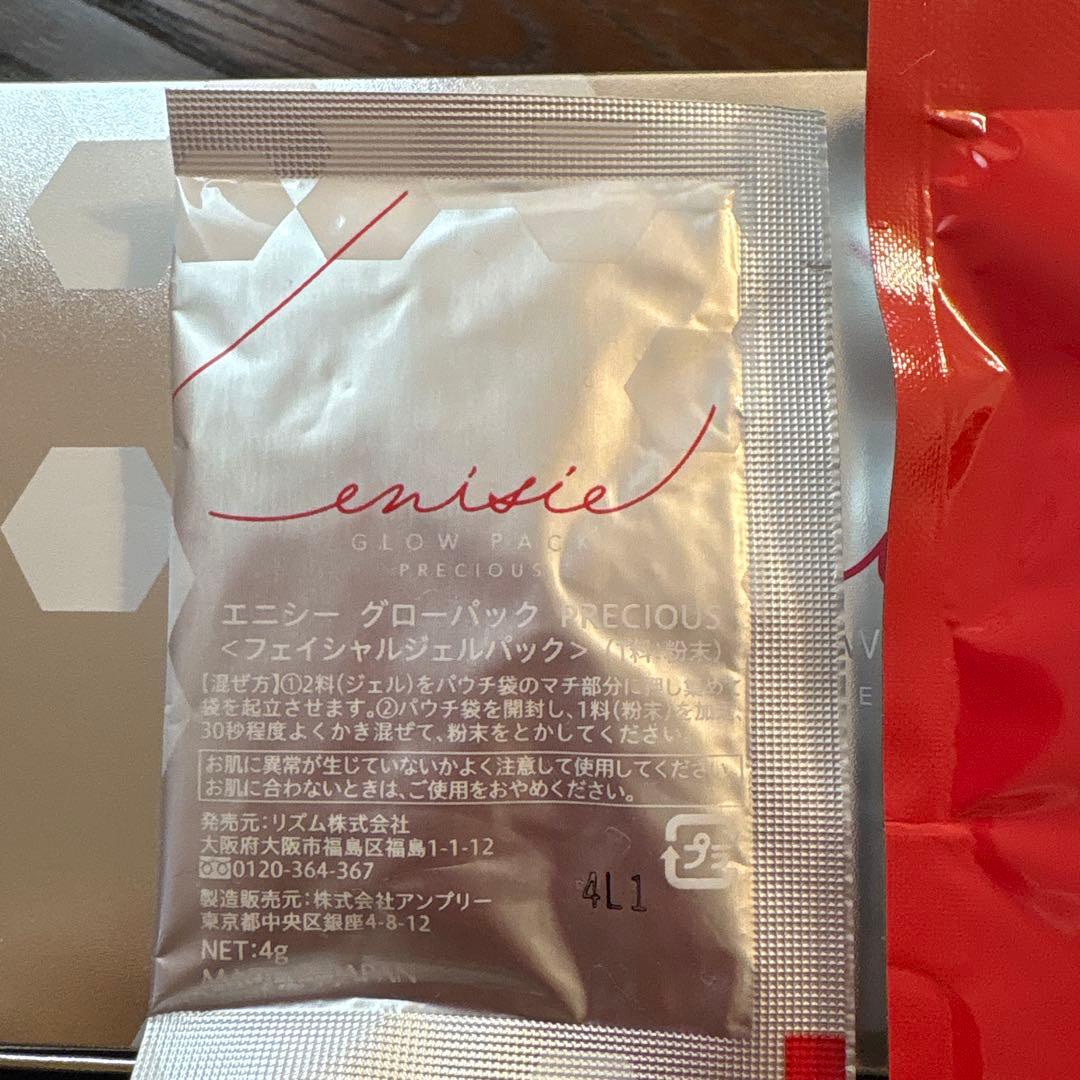 enisie
GLOW PACK
PRECIOUS
エニシー グローパック PRECIOUS
<フェイシャルジェルパック> (1料:粉末)
【混ぜ方】①2料(ジェル)をパウチ袋のマチ部分に押し集めて
袋を起立させます。②パウチ袋を開封し、1料(粉末)を加え、
30秒程度よくかき混ぜて、粉末をとかしてください。
お肌に異常が生じていないかよく注意して使用してください。
お肌に合わないときは、ご使用をおやめください。
発売元:リズム株式会社
大阪府大阪市福島区福島1-1-12
0120-364-367
製造販売元:株式会社アンプリー
東京都中央区銀座4-8-12
NET:4g
MADE IN JAPAN
プラ
4L1